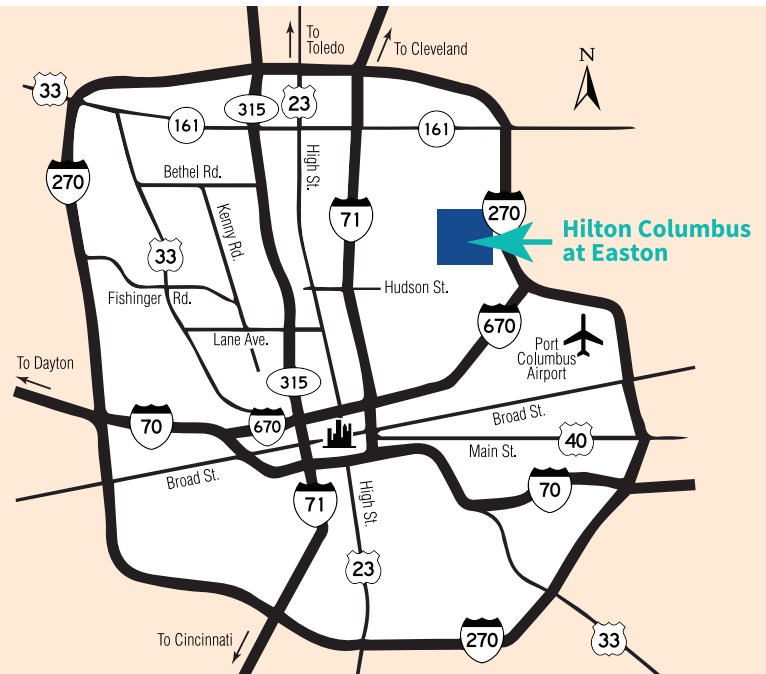 To
Toledo
To Cleveland
N
33
315
23
161
161
Bethel Rd.
High St.
270
Kenny Rd.
71
270
Hilton Columbus
at Easton
33
Fishinger Rd.
Hudson St.
670
Lane Ave.
Port
Columbus
Airport
To Dayton
315
70
670
Broad St.
Main St.
40
Broad St.
High St.
70
71
23
To Cincinnati
270
33